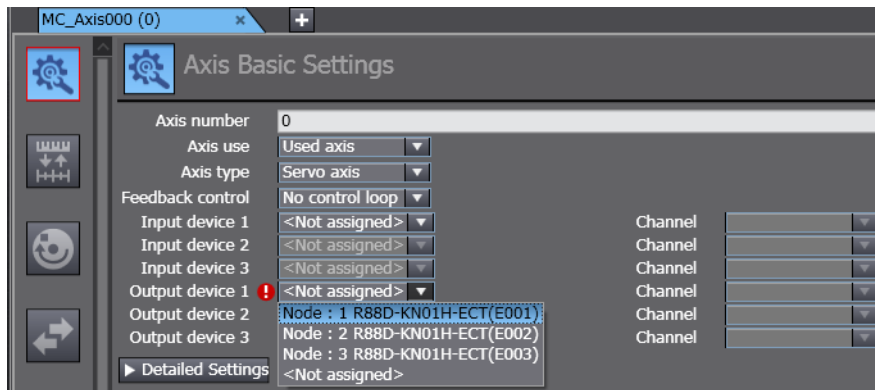 MC_Axis000 (0) × +
Axis Basic Settings
Axis number 0
Axis use Used axis
Axis type Servo axis
Feedback control No control loop
Input device 1 <Not assigned> Channel
Input device 2 <Not assigned> Channel
Input device 3 <Not assigned> Channel
Output device 1 <Not assigned> Channel
Output device 2 Node : 1 R88D-KN01H-ECT(E001) Channel
Output device 3 Node : 2 R88D-KN01H-ECT(E002) Channel
Node : 3 R88D-KN01H-ECT(E003)
Detailed Settings <Not assigned>